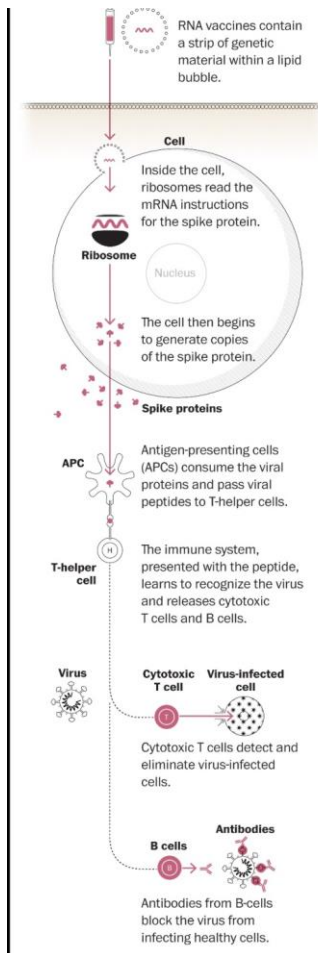 RNA vaccines contain
a strip of genetic
material within a lipid
bubble.
Cell
Inside the cell,
ribosomes read the
mRNA instructions
for the spike protein.
Ribosome
Nucleus
The cell then begins
to generate copies
of the spike protein.
Spike proteins
APC
Antigen-presenting cells
(APCs) consume the viral
proteins and pass viral
peptides to T-helper cells.
H
T-helper
cell
The immune system,
presented with the peptide,
learns to recognize the virus
and releases cytotoxic
T cells and B cells.
Virus
Cytotoxic
T cell
Virus-infected
cell
T
Cytotoxic T cells detect and
eliminate virus-infected
cells.
B cells
Antibodies
B
Antibodies from B-cells
block the virus from
infecting healthy cells.